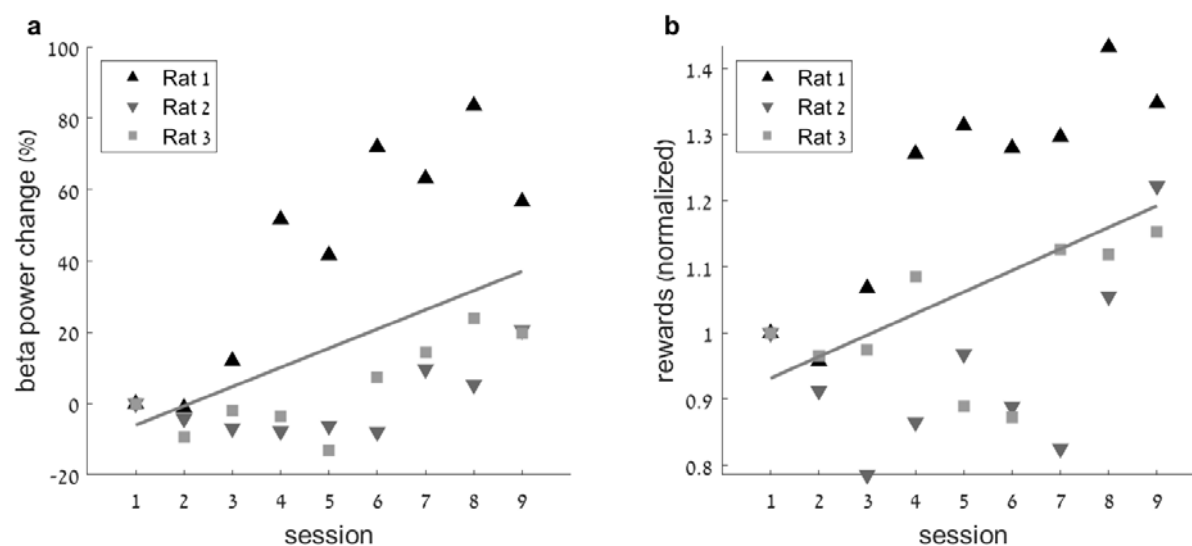 a
100
80
60
40
20
0
-20
beta power change (%)
Rat 1
Rat 2
Rat 3
1 2 3 4 5 6 7 8 9
session
b
1.4
1.3
1.2
1.1
1
0.9
0.8
rewards (normalized)
Rat 1
Rat 2
Rat 3
1 2 3 4 5 6 7 8 9
session